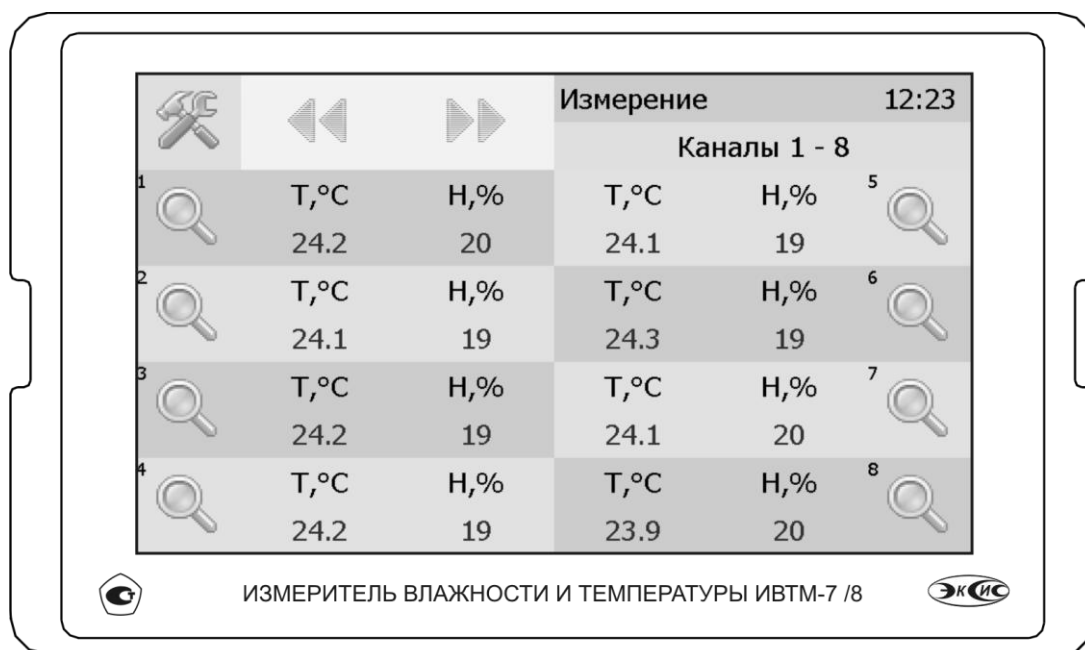 Измерение 12:23
Каналы 1 - 8
1 T,°C H,% T,°C H,% 5
24.2 20 24.1 19
2 T,°C H,% T,°C H,% 6
24.1 19 24.3 19
3 T,°C H,% T,°C H,% 7
24.2 19 24.1 20
4 T,°C H,% T,°C H,% 8
24.2 19 23.9 20
ИЗМЕРИТЕЛЬ ВЛАЖНОСТИ И ТЕМПЕРАТУРЫ ИВТМ-7 /8 ЭКСИС